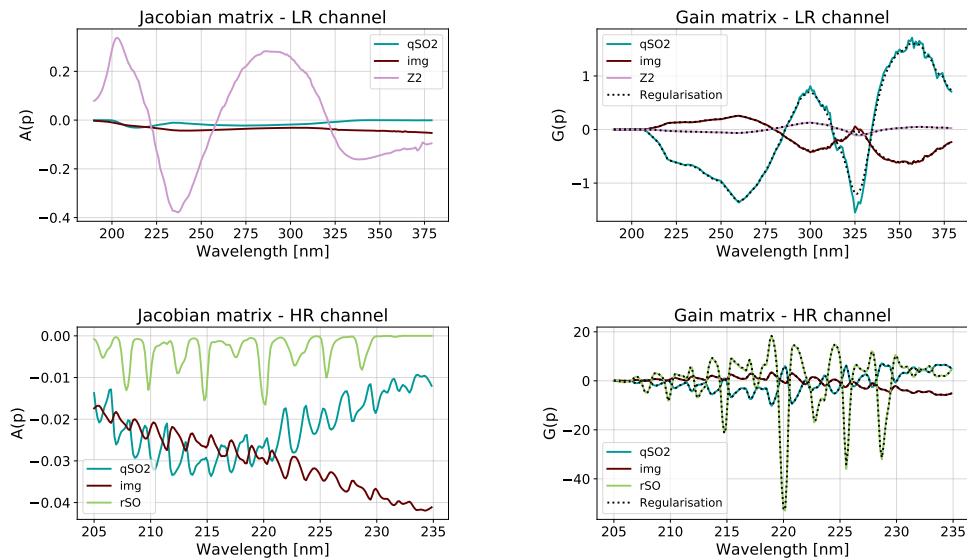 Jacobian matrix - LR channel
A(p)
0.2
0.0
−0.2
−0.4
qSO2
img
Z2
200 225 250 275 300 325 350 375
Wavelength [nm]
Gain matrix - LR channel
G(p)
1
0
−1
qSO2
img
Z2
Regularisation
200 225 250 275 300 325 350 375
Wavelength [nm]
Jacobian matrix - HR channel
A(p)
0.00
−0.01
−0.02
−0.03
−0.04
qSO2
img
rSO
205 210 215 220 225 230 235
Wavelength [nm]
Gain matrix - HR channel
G(p)
20
0
−20
−40
qSO2
img
rSO
Regularisation
205 210 215 220 225 230 235
Wavelength [nm]